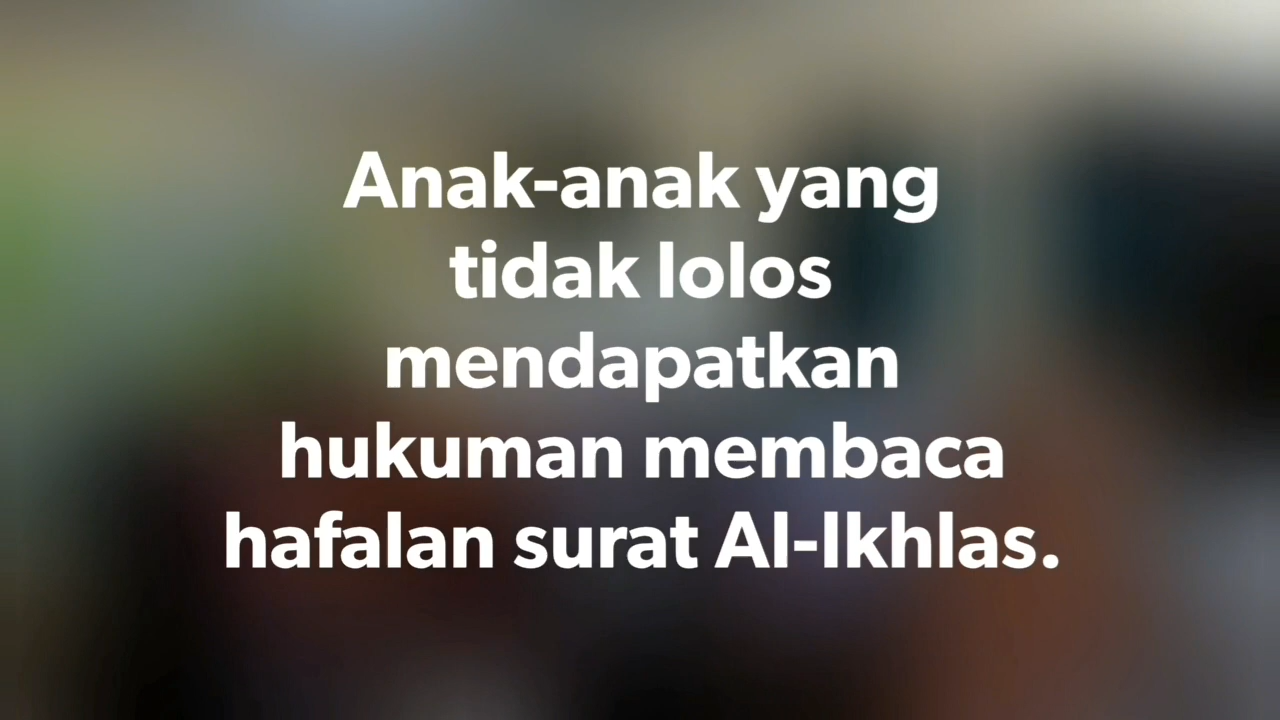 Anak-anak yang
tidak lolos
mendapatkan
hukuman membaca
hafalan surat Al-Ikhlas.